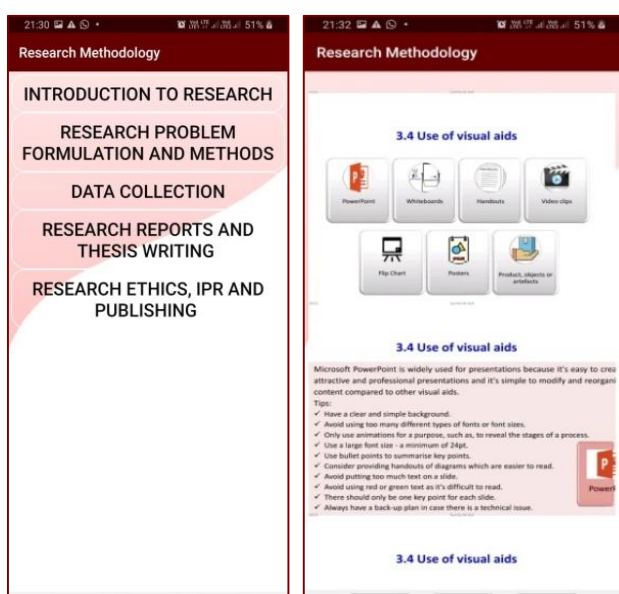 21:30
51%
Research Methodology
INTRODUCTION TO RESEARCH
RESEARCH PROBLEM
FORMULATION AND METHODS
DATA COLLECTION
RESEARCH REPORTS AND
THESIS WRITING
RESEARCH ETHICS, IPR AND
PUBLISHING
21:32
51%
Research Methodology
3.4 Use of visual aids
PowerPoint
Whiteboards
Handouts
Video clips
Flip Chart
Posters
Product, objects or
artefacts
3.4 Use of visual aids
Microsoft PowerPoint is widely used for presentations because it's easy to crea
attractive and professional presentations and it's simple to modify and reorgani
content compared to other visual aids.
Tips:
✓ Have a clear and simple background.
✓ Avoid using too many different types of fonts or font sizes.
✓ Only use animations for a purpose, such as, to reveal the stages of a process.
✓ Use a large font size - a minimum of 24pt.
✓ Use bullet points to summarise key points.
✓ Consider providing handouts of diagrams which are easier to read.
✓ Avoid putting too much text on a slide.
✓ Avoid using red or green text as it's difficult to read.
✓ There should only be one key point for each slide.
✓ Always have a back-up plan in case there is a technical issue.
PowerP
3.4 Use of visual aids